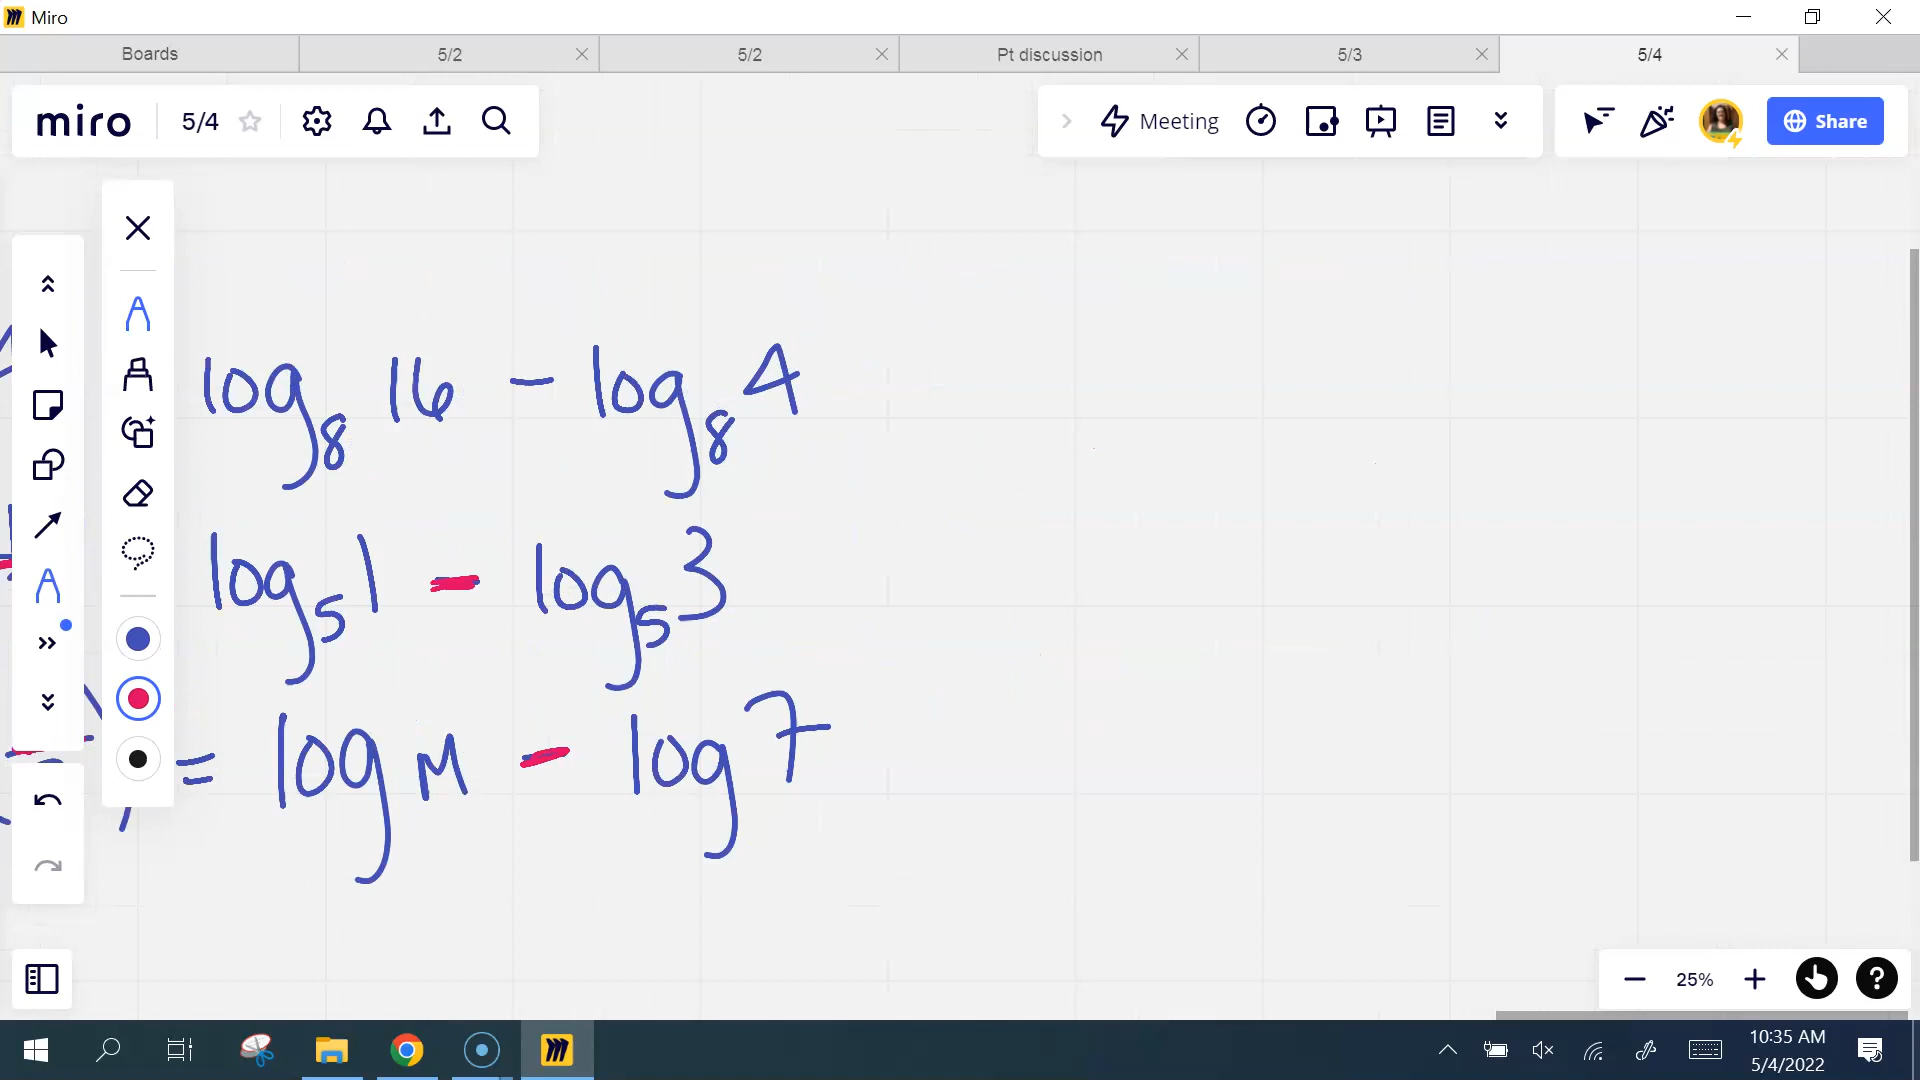 Miro
Boards 5/2 5/2 Pt discussion 5/3 5/4
miro 5/4 Meeting Share
log₈ 16 - log₈ 4
log₅ 1 - log₅ 3
= log M - log 7
25%
10:35 AM
5/4/2022